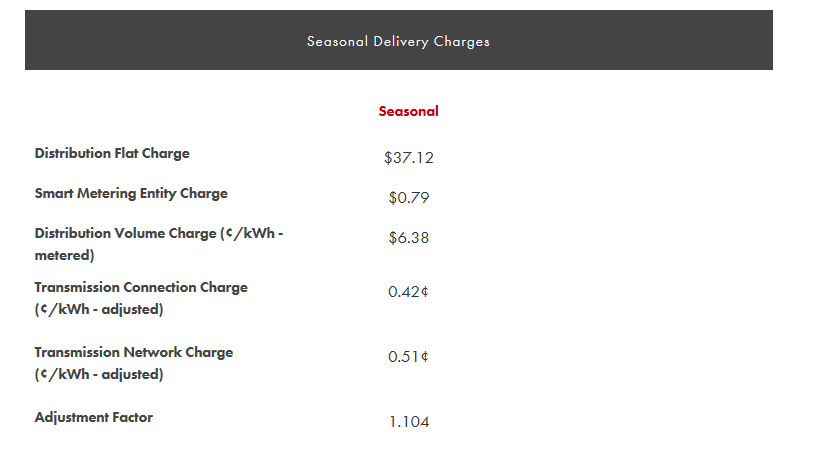 Seasonal Delivery Charges
Seasonal
Distribution Flat Charge $37.12
Smart Metering Entity Charge $0.79
Distribution Volume Charge (¢/kWh - $6.38
metered)
Transmission Connection Charge 0.42¢
(¢/kWh - adjusted)
Transmission Network Charge 0.51¢
(¢/kWh - adjusted)
Adjustment Factor 1.104